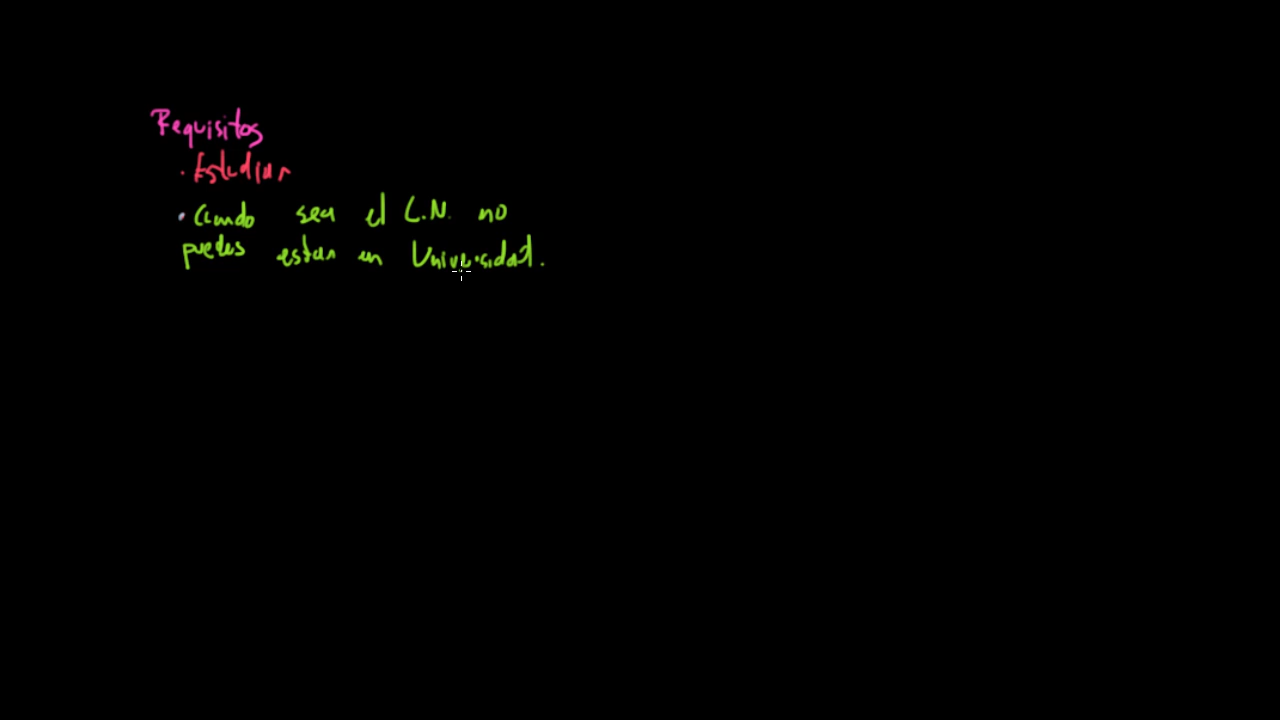 Requisitos
· Estudiar
· Cuando sea el C.N. no
puedes estar en Universidad.